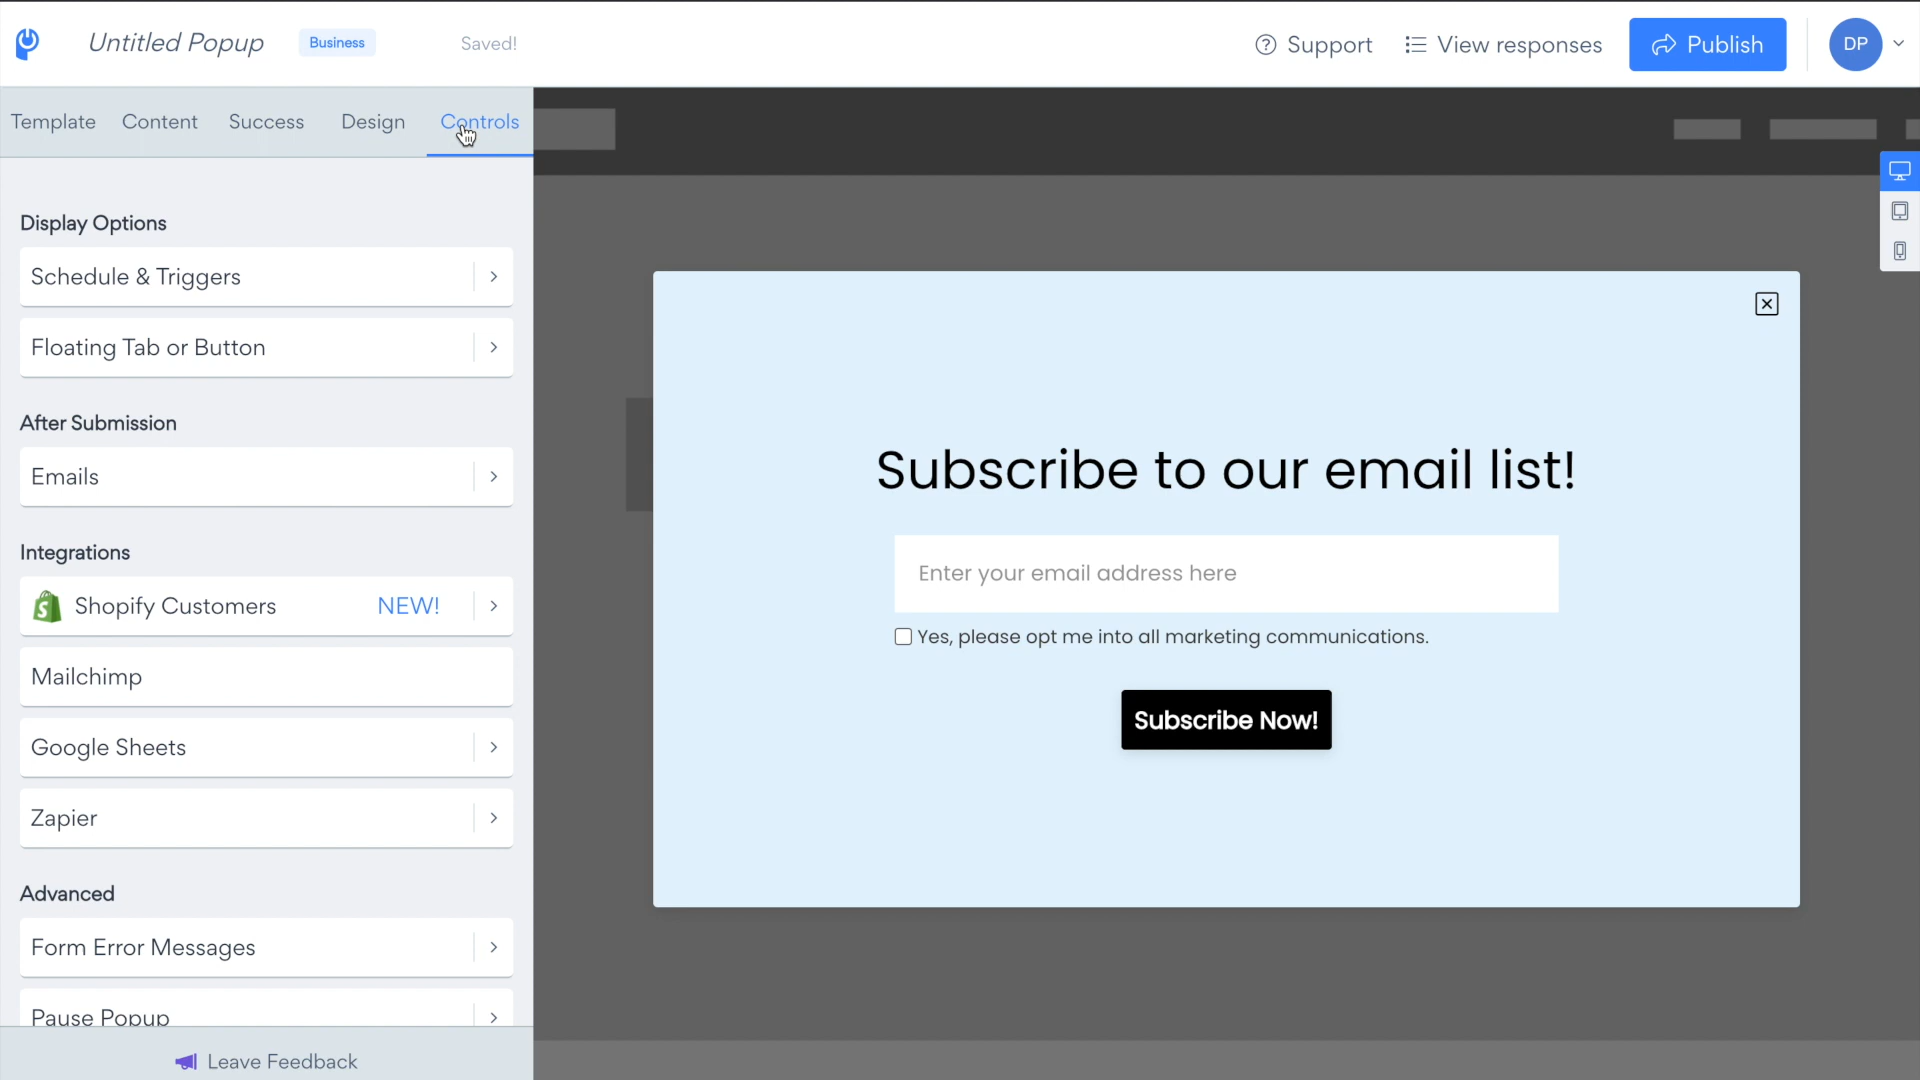 Untitled Popup
Business
Saved!
Support
View responses
Publish
DP
Template
Content
Success
Design
Controls
Display Options
Schedule & Triggers
Floating Tab or Button
After Submission
Emails
Integrations
Shopify Customers
NEW!
Mailchimp
Google Sheets
Zapier
Advanced
Form Error Messages
Pause Popup
Leave Feedback
Subscribe to our email list!
Enter your email address here
Yes, please opt me into all marketing communications.
Subscribe Now!